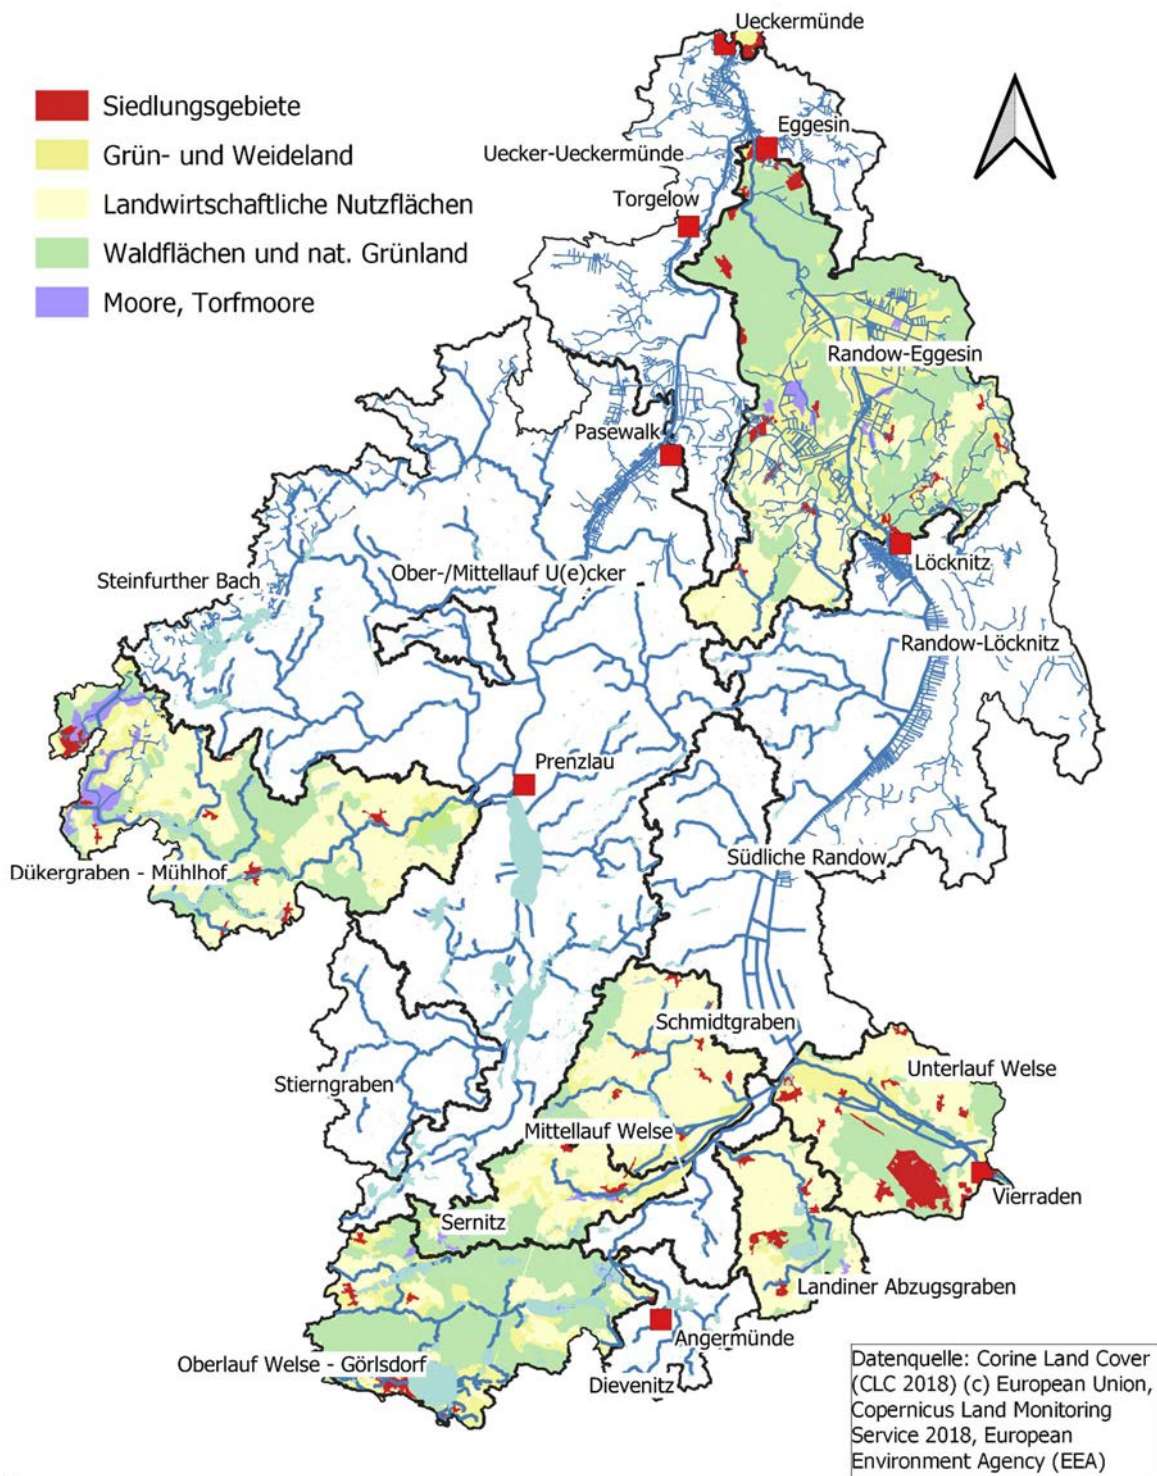 Ueckermünde
Siedlungsgebiete
Eggesin
Grün- und Weideland
Uecker-Ueckermünde
Landwirtschaftliche Nutzflächen
Torgelow
Waldflächen und nat. Grünland
Moore, Torfmoore
Randow-Eggesin
Pasewalk
Löcknitz
Ober-/Mittellauf U(e)cker
Steinfurther Bach
Randow-Löcknitz
Prenzlau
Südliche Randow
Dükergraben - Mühlhof
Schmidtgraben
Unterlauf Welse
Stierngraben
Mittellauf Welse
Vierraden
Sernitz
Landiner Abzugsgraben
Angermünde
Oberlauf Welse - Görlsdorf
Dievenitz
Datenquelle: Corine Land Cover
(CLC 2018) (c) European Union,
Copernicus Land Monitoring
Service 2018, European
Environment Agency (EEA)